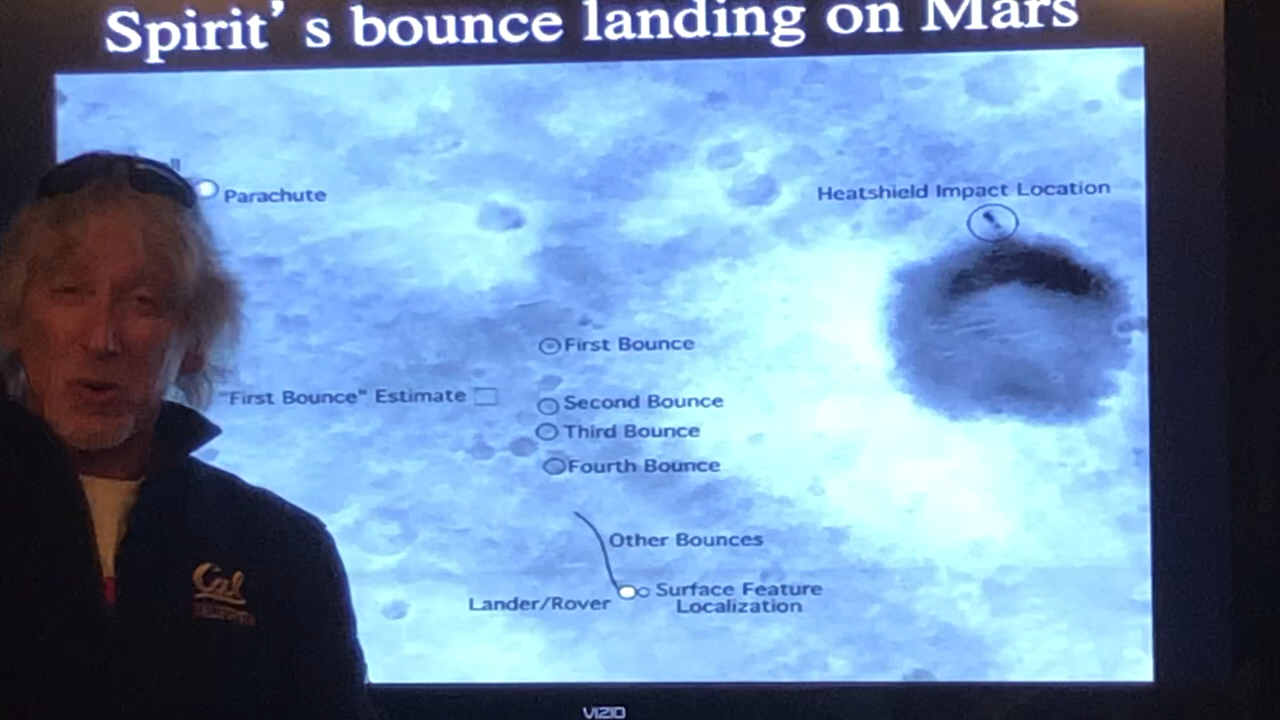 Spirit's bounce landing on Mars
Parachute
Heatshield Impact Location
First Bounce
"First Bounce" Estimate
Second Bounce
Third Bounce
Fourth Bounce
Other Bounces
Surface Feature
Localization
Lander/Rover
Cal
VIZIO